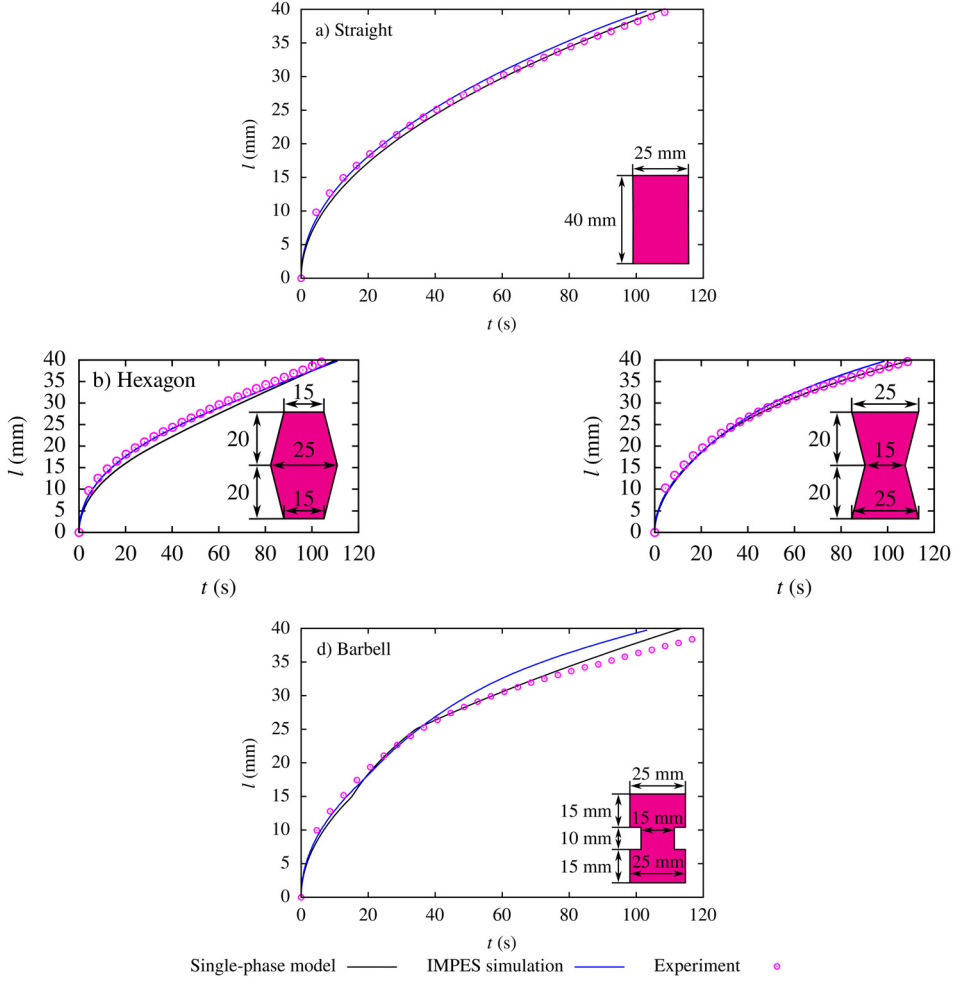 a) Straight
l (mm)
40
35
30
25
20
15
10
5
0
0 20 40 60 80 100 120
t (s)
25 mm
40 mm
b) Hexagon
l (mm)
40
35
30
25
20
15
10
5
0
0 20 40 60 80 100 120
t (s)
15
20
25
20
15
l (mm)
40
35
30
25
20
15
10
5
0
0 20 40 60 80 100 120
t (s)
25
20
15
20
25
d) Barbell
l (mm)
40
35
30
25
20
15
10
5
0
0 20 40 60 80 100 120
t (s)
25 mm
15 mm
15 mm
10 mm
15 mm
25 mm
Single-phase model IMPES simulation Experiment